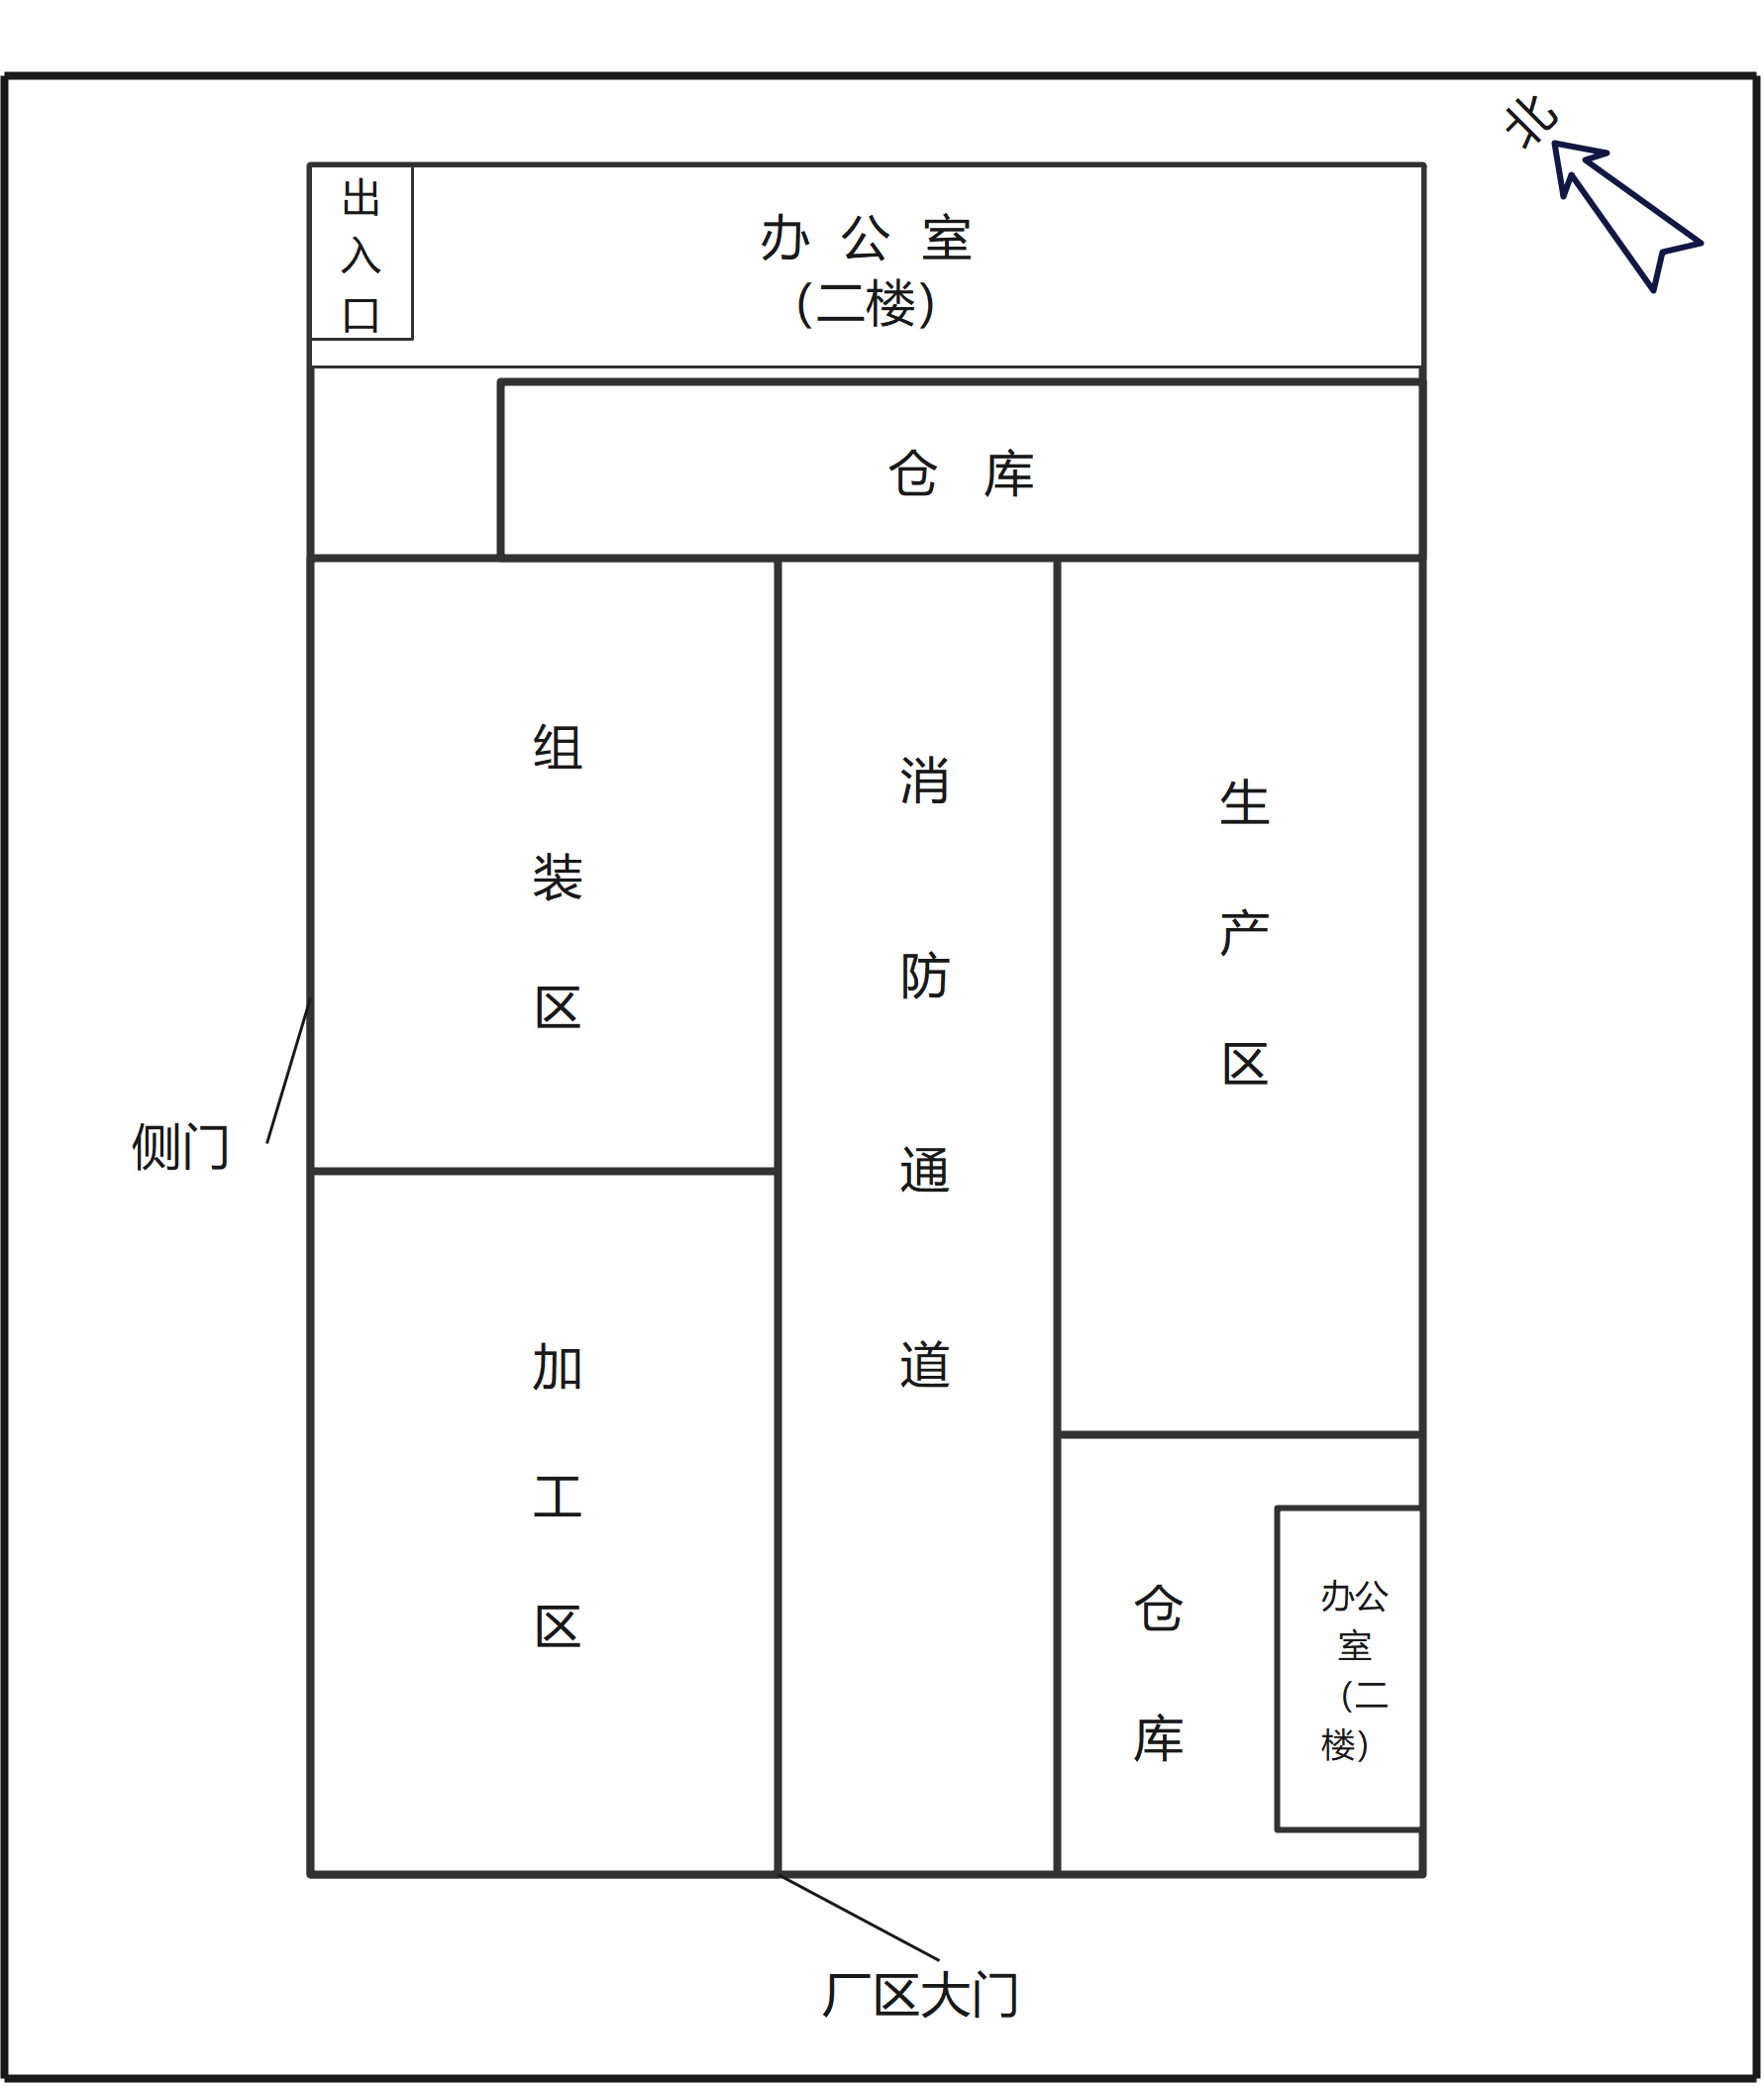 北
出
入
口
办 公 室
(二楼)
仓 库
组
装
区
消
防
通
道
生
产
区
侧门
加
工
区
仓
库
办公
室
(二
楼)
厂区大门